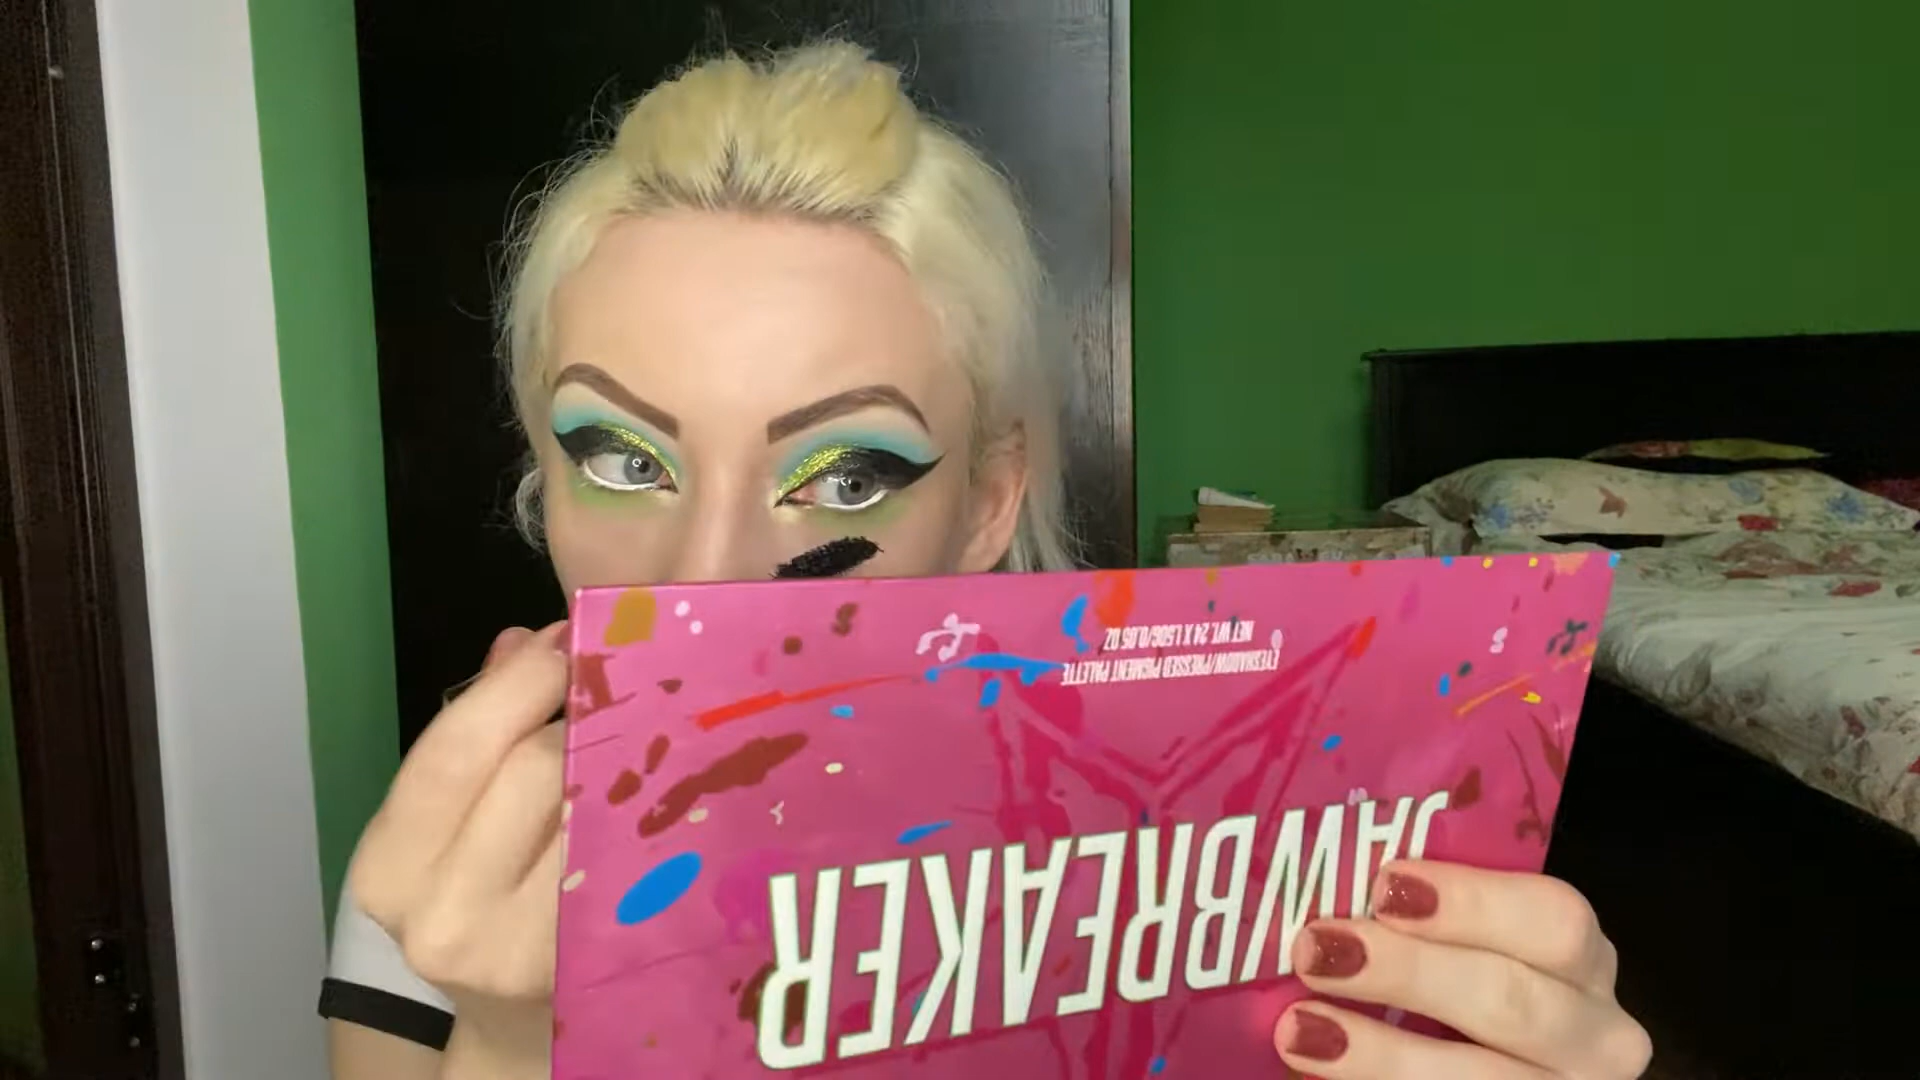 JAWBREAKER
EYESHADOW/PRESSED PIGMENT PALETTE
NET WT. 24 X 1.50G/0.05 OZ